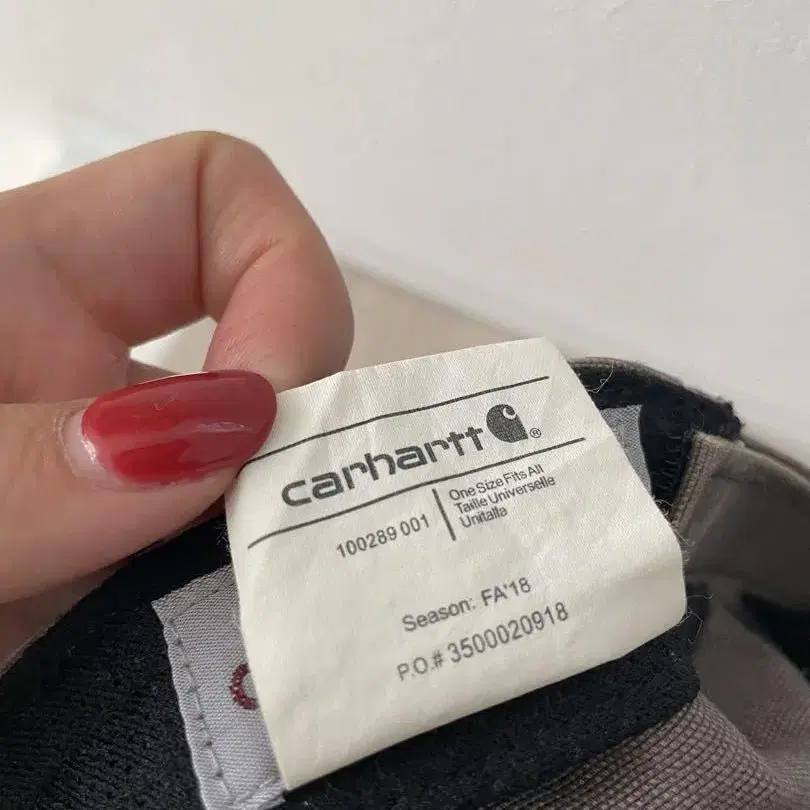 carhartt ®
100289 001
One Size Fits All
Taille Universelle
Unitalla
Season: FA'18
P.O.# 3500020918